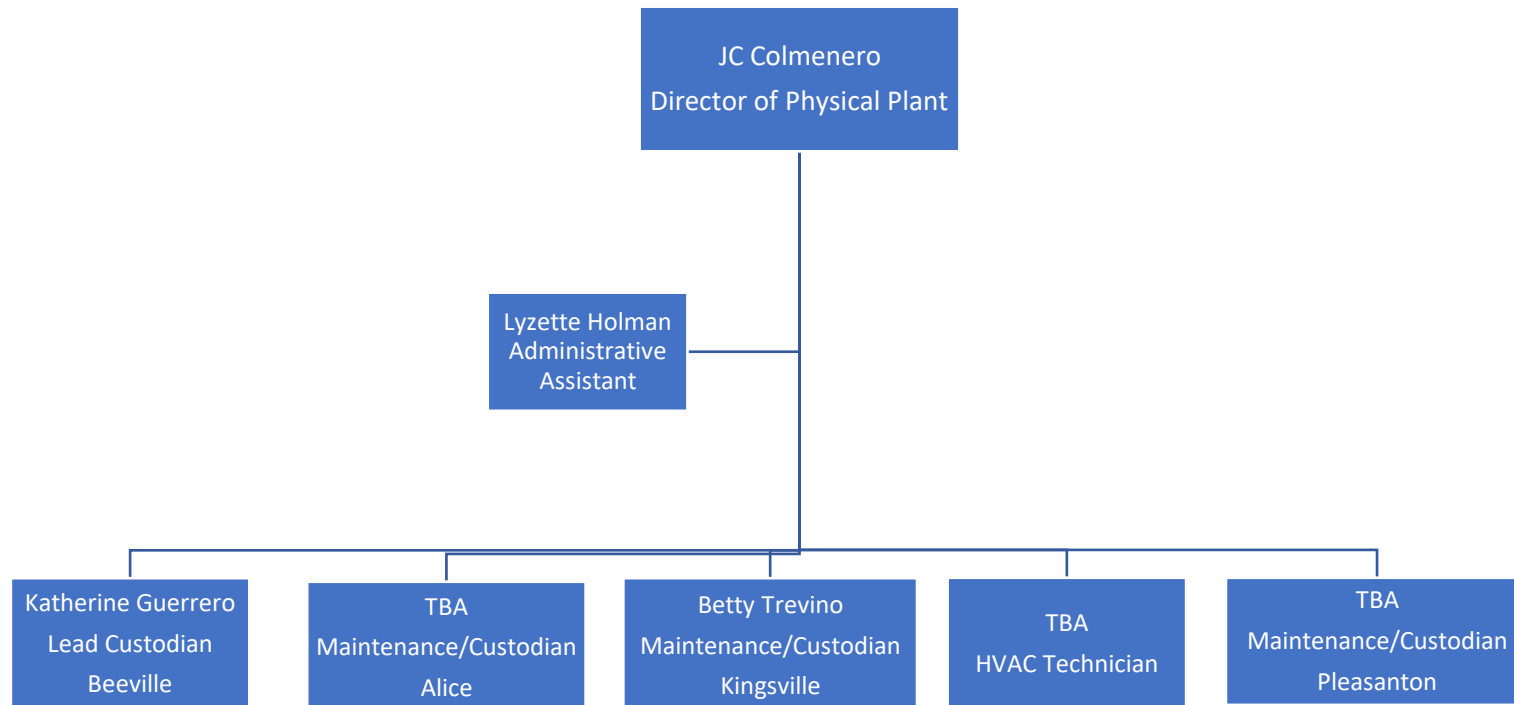 JC Colmenero
Director of Physical Plant
Lyzette Holman
Administrative
Assistant
Katherine Guerrero
Lead Custodian
Beeville
TBA
Maintenance/Custodian
Alice
Betty Trevino
Maintenance/Custodian
Kingsville
TBA
HVAC Technician
TBA
Maintenance/Custodian
Pleasanton